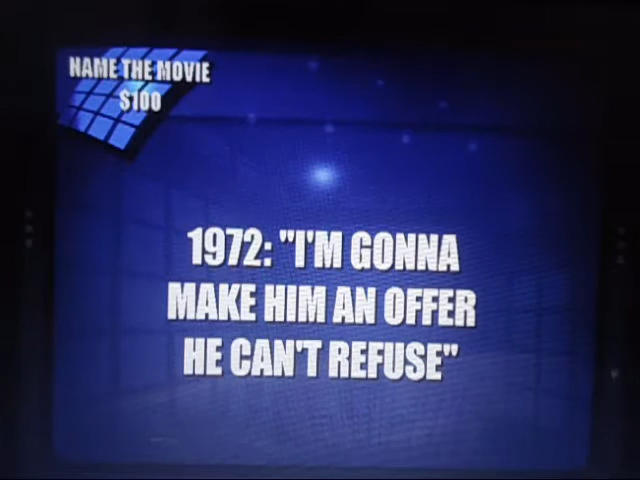 NAME THE MOVIE
$100
1972: "I'M GONNA
MAKE HIM AN OFFER
HE CAN'T REFUSE"